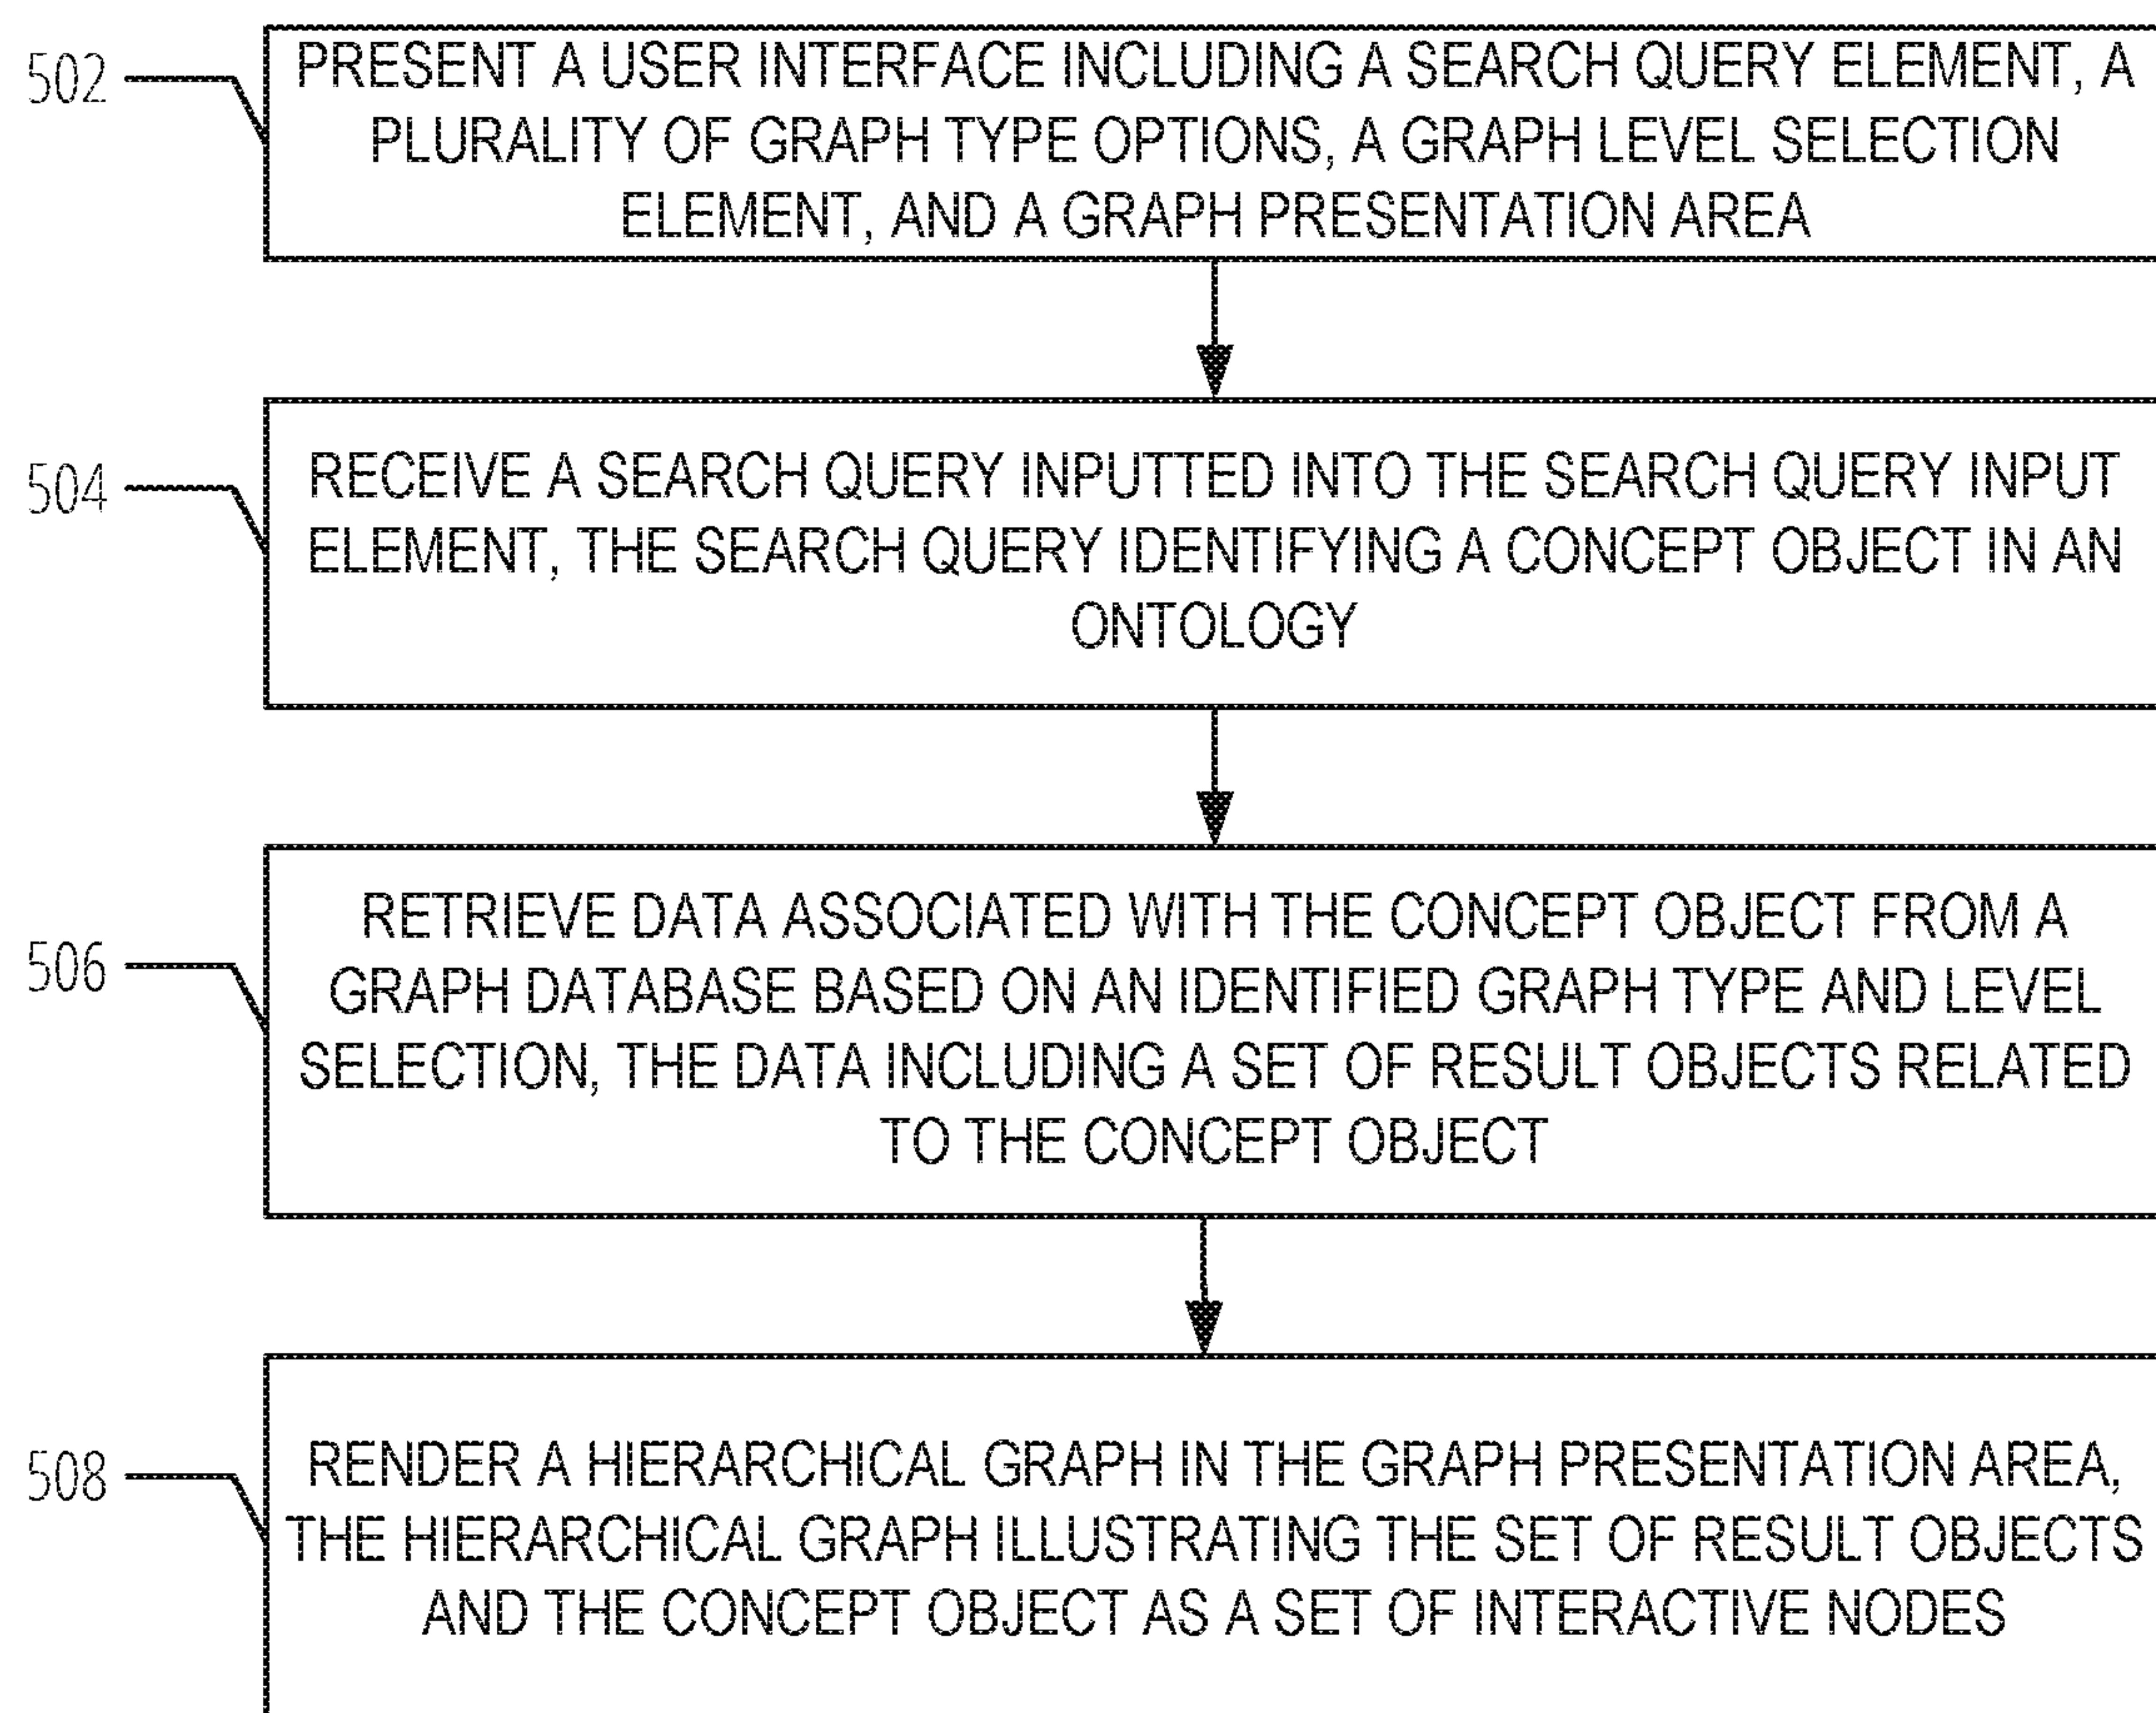 502
PRESENT A USER INTERFACE INCLUDING A SEARCH QUERY ELEMENT, A
PLURALITY OF GRAPH TYPE OPTIONS, A GRAPH LEVEL SELECTION
ELEMENT, AND A GRAPH PRESENTATION AREA
504
RECEIVE A SEARCH QUERY INPUTTED INTO THE SEARCH QUERY INPUT
ELEMENT, THE SEARCH QUERY IDENTIFYING A CONCEPT OBJECT IN AN
ONTOLOGY
506
RETRIEVE DATA ASSOCIATED WITH THE CONCEPT OBJECT FROM A
GRAPH DATABASE BASED ON AN IDENTIFIED GRAPH TYPE AND LEVEL
SELECTION, THE DATA INCLUDING A SET OF RESULT OBJECTS RELATED
TO THE CONCEPT OBJECT
508
RENDER A HIERARCHICAL GRAPH IN THE GRAPH PRESENTATION AREA,
THE HIERARCHICAL GRAPH ILLUSTRATING THE SET OF RESULT OBJECTS
AND THE CONCEPT OBJECT AS A SET OF INTERACTIVE NODES